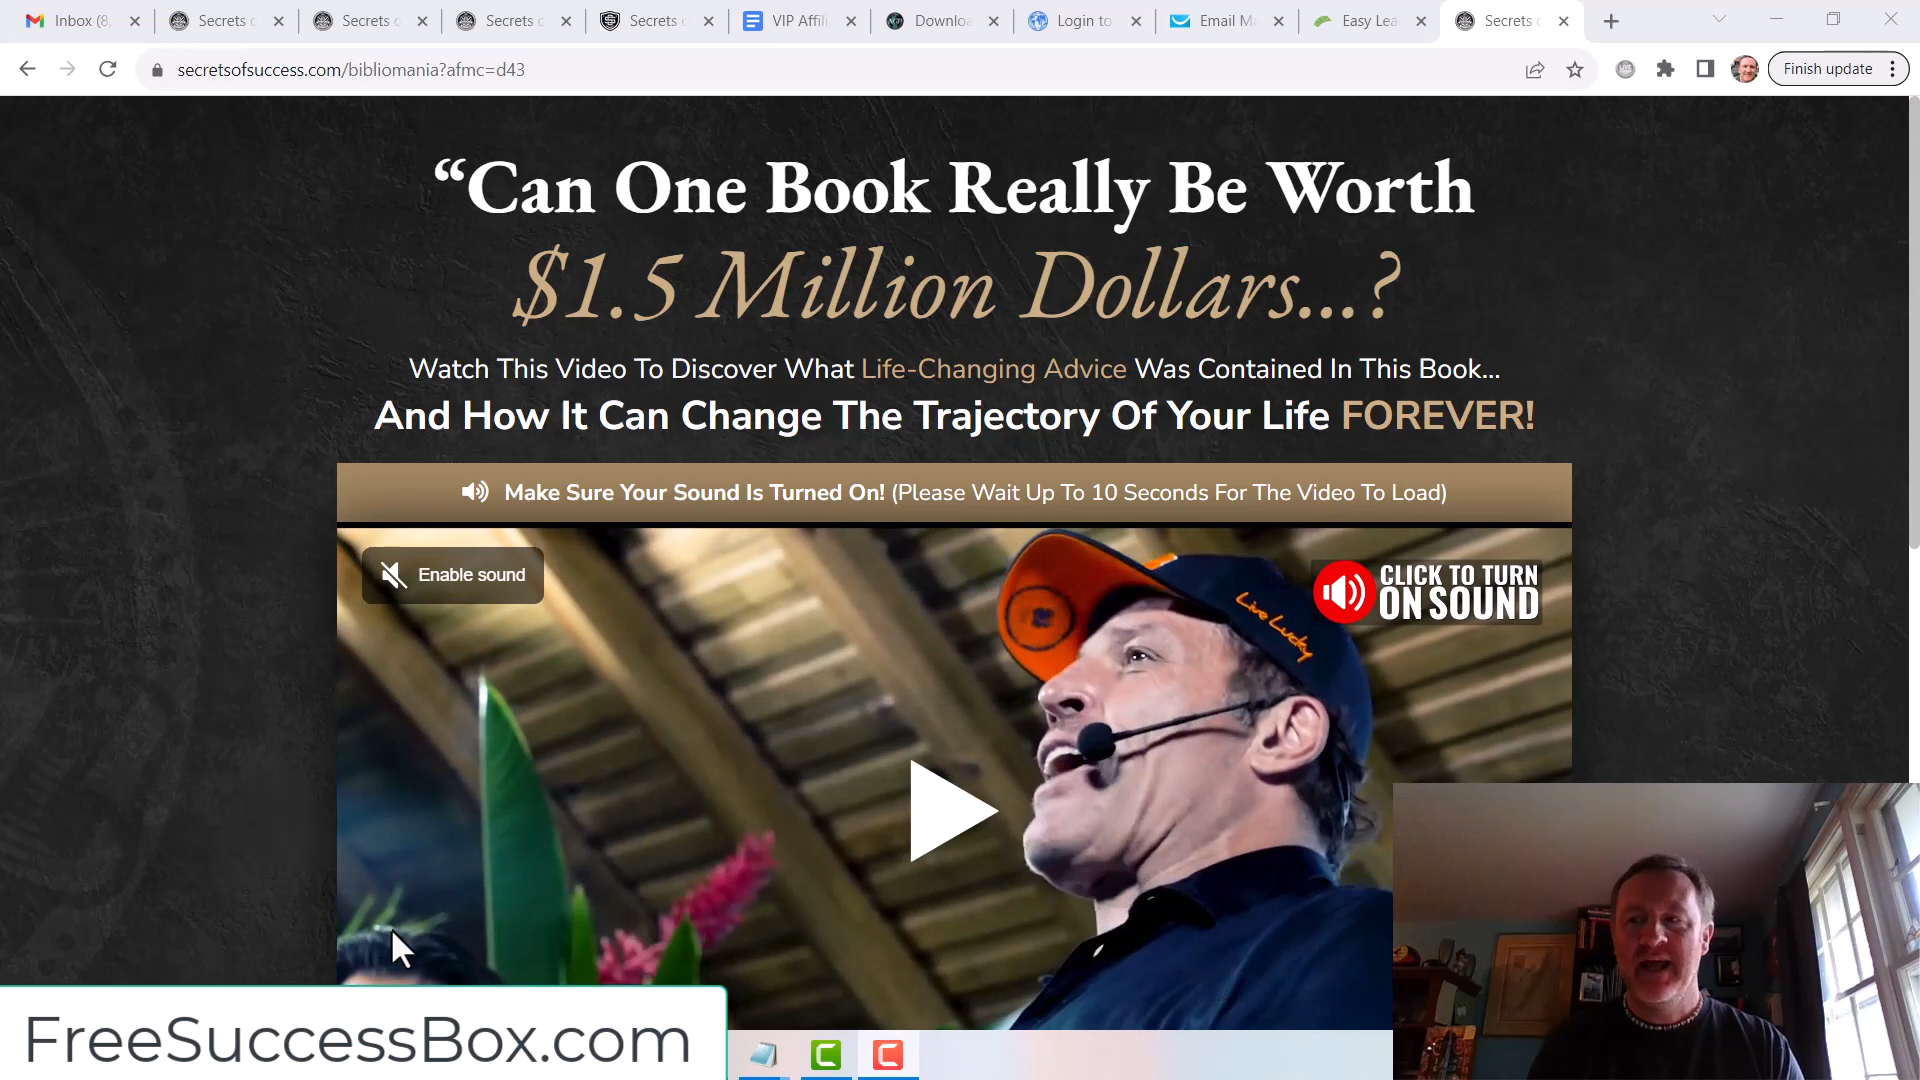 Inbox (8,
Secrets o
Secrets o
Secrets o
Secrets o
VIP Affili
Downloa
Login to
Email M
Easy Lea
Secrets o
secretsofsuccess.com/bibliomania?afmc=d43
Finish update
“Can One Book Really Be Worth
$1.5 Million Dollars...?
Watch This Video To Discover What Life-Changing Advice Was Contained In This Book...
And How It Can Change The Trajectory Of Your Life FOREVER!
Make Sure Your Sound Is Turned On! (Please Wait Up To 10 Seconds For The Video To Load)
Enable sound
CLICK TO TURN
ON SOUND
Live Lucky
FreeSuccessBox.com